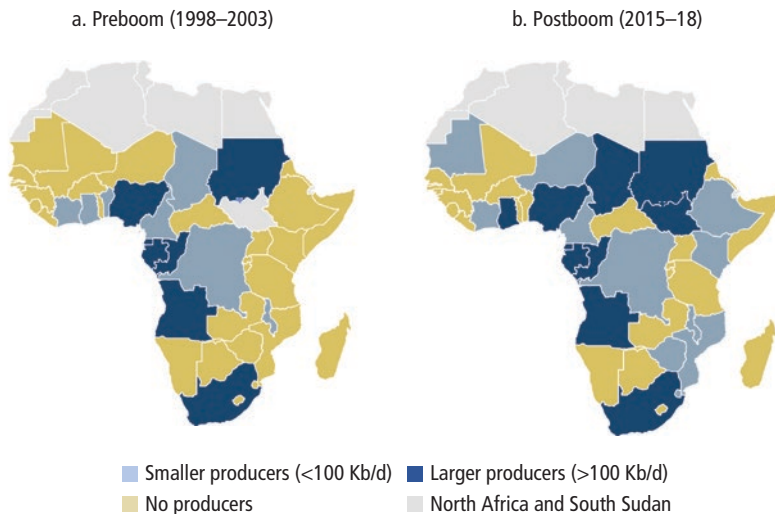 a. Preboom (1998–2003)
b. Postboom (2015–18)
Smaller producers (<100 Kb/d)
Larger producers (>100 Kb/d)
No producers
North Africa and South Sudan